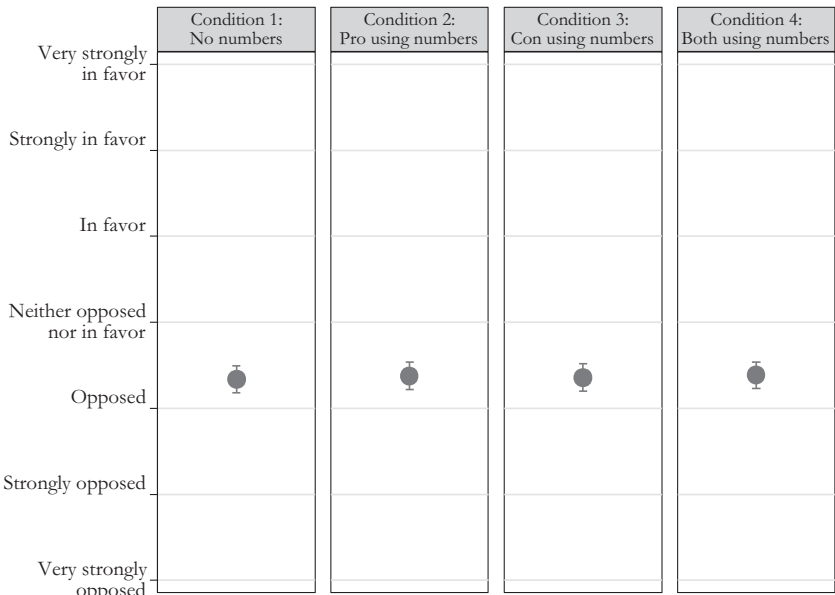 Condition 1:
No numbers
Condition 2:
Pro using numbers
Condition 3:
Con using numbers
Condition 4:
Both using numbers
Very strongly
in favor
Strongly in favor
In favor
Neither opposed
nor in favor
Opposed
Strongly opposed
Very strongly
opposed